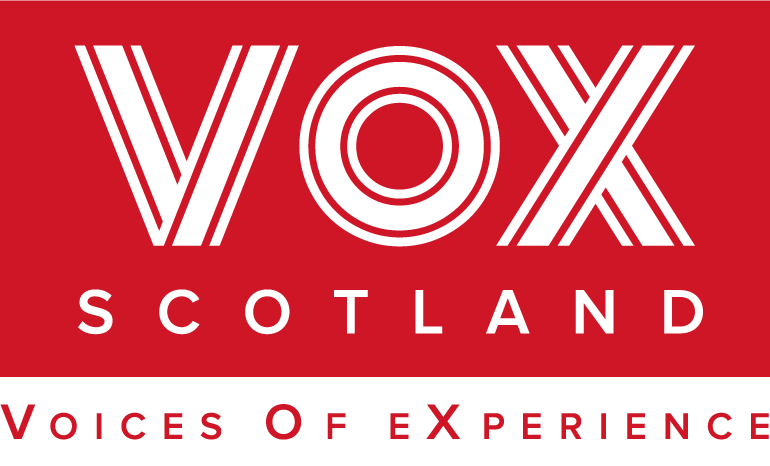 VOX
SCOTLAND
VOICES OF EXPERIENCE